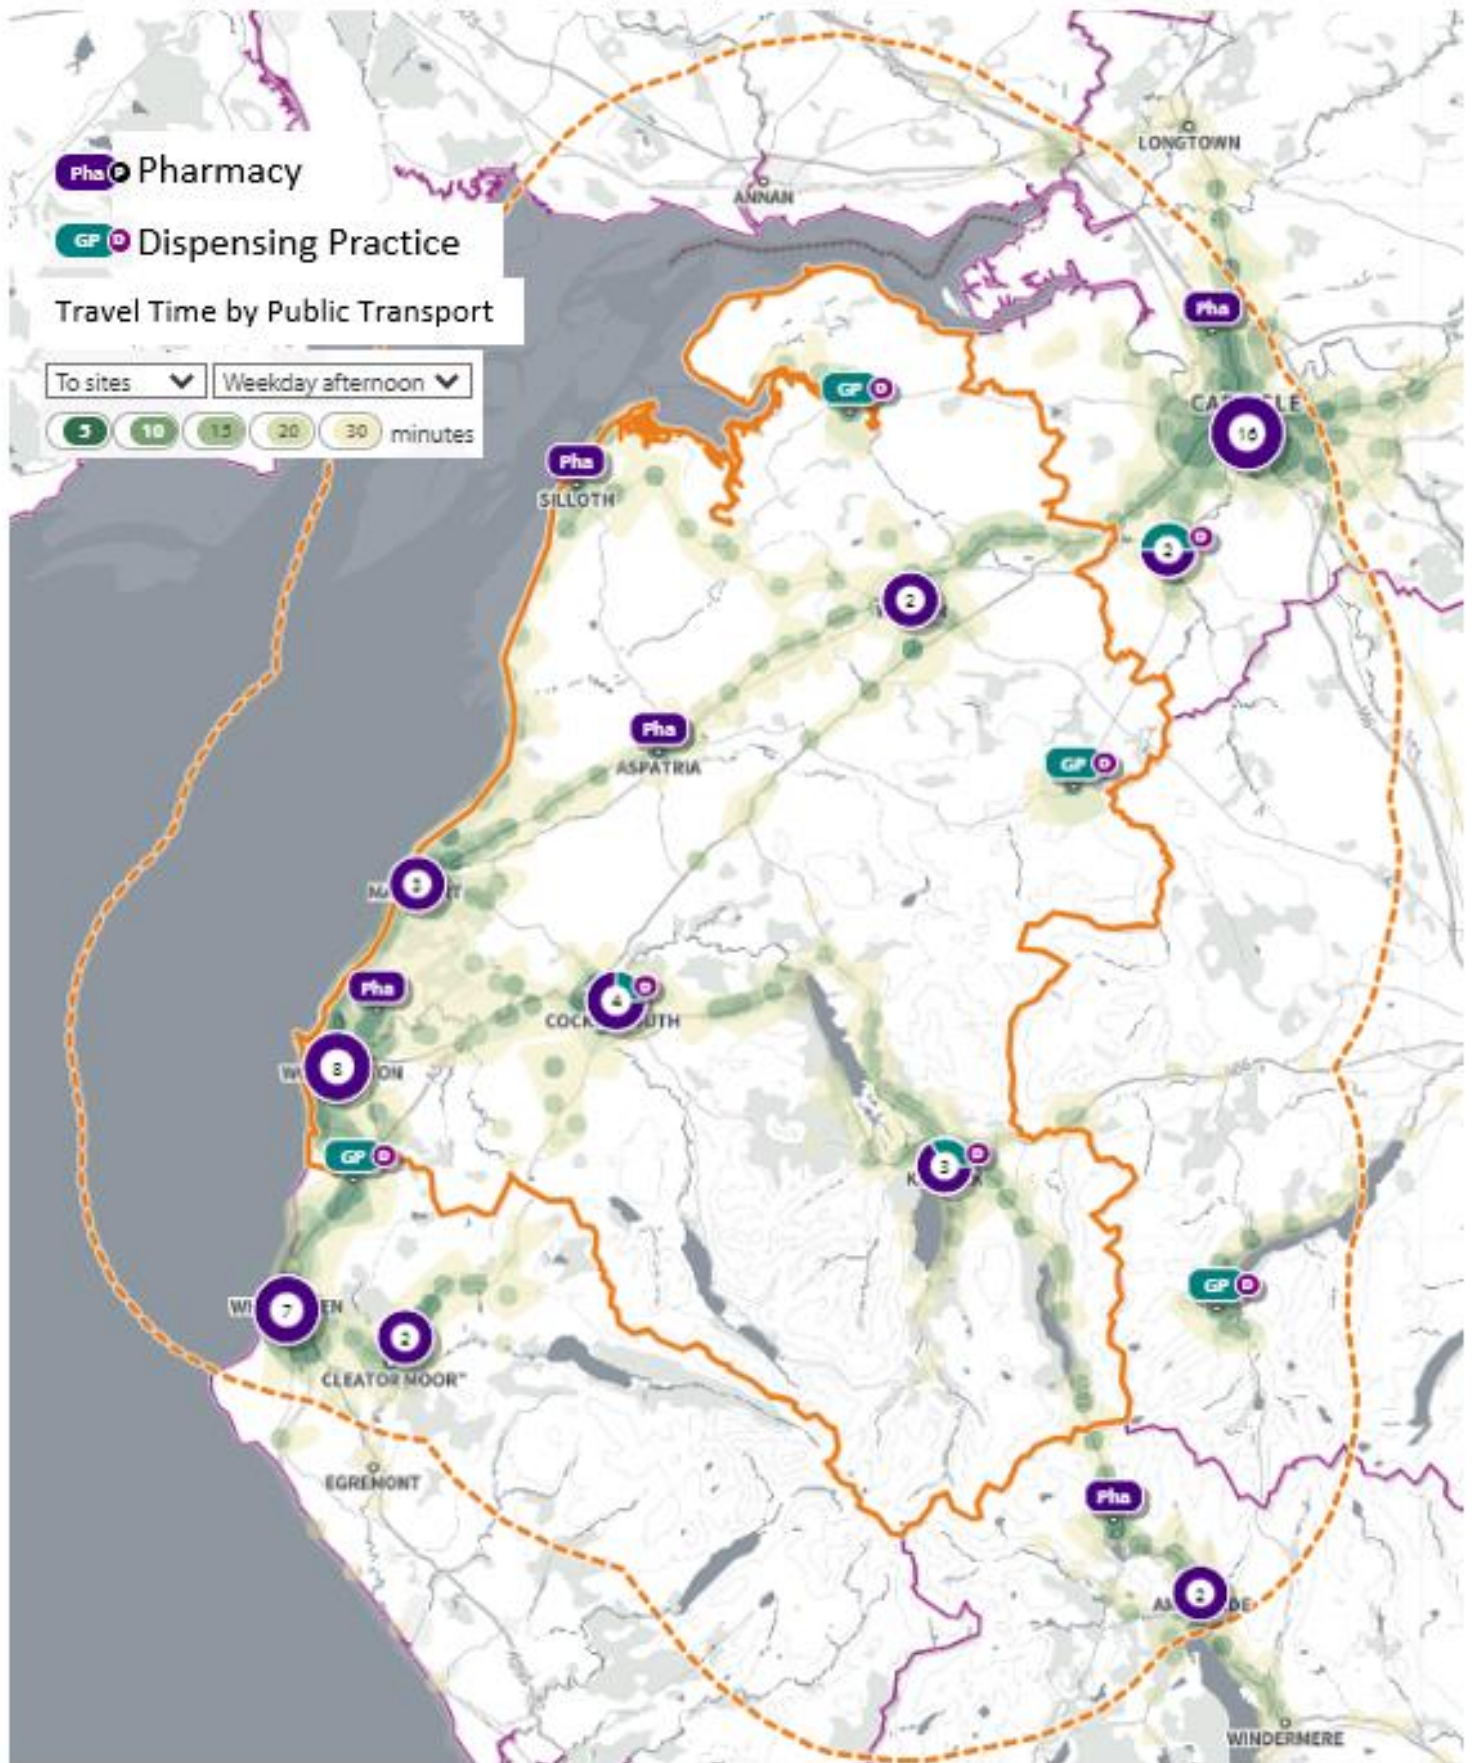 LONGTOWN
Pha P Pharmacy
ANNAN
GP D Dispensing Practice
Travel Time by Public Transport
Pha
To sites Weekday afternoon
GP D
5 10 15 20 30 minutes
16
Pha
SILLOTH
2 D
2
Pha
ASPATRIA
GP D
Pha
4 D
8
GP D
3 D
GP D
7
2
CLEATOR MOOR
EGREMONT
Pha
2
WINDERMERE